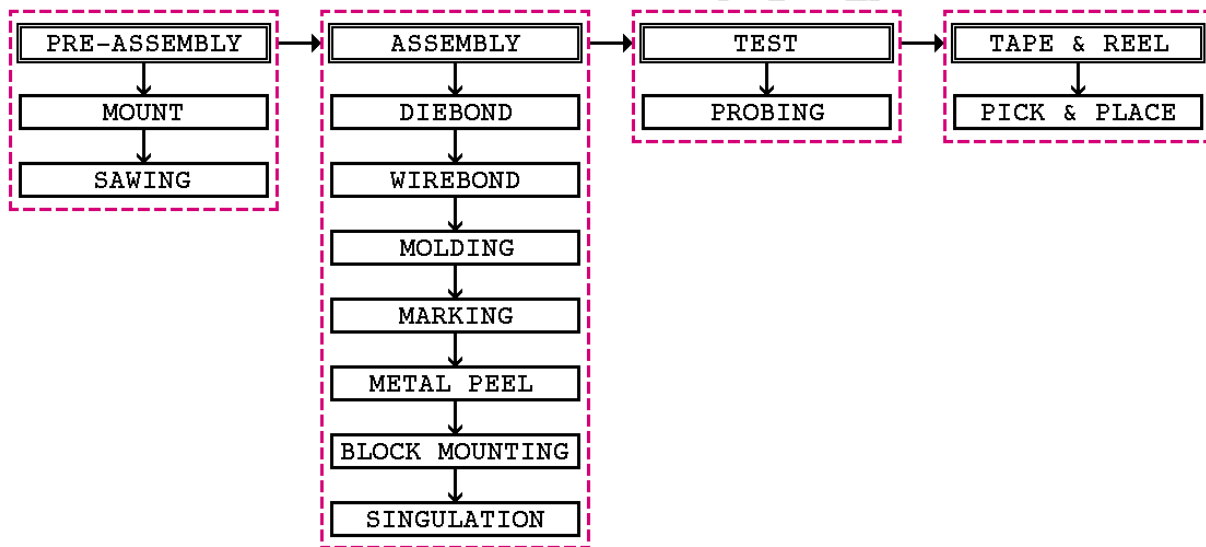 PRE-ASSEMBLY
MOUNT
SAWING
ASSEMBLY
DIEBOND
WIREBOND
MOLDING
MARKING
METAL PEEL
BLOCK MOUNTING
SINGULATION
TEST
PROBING
TAPE & REEL
PICK & PLACE